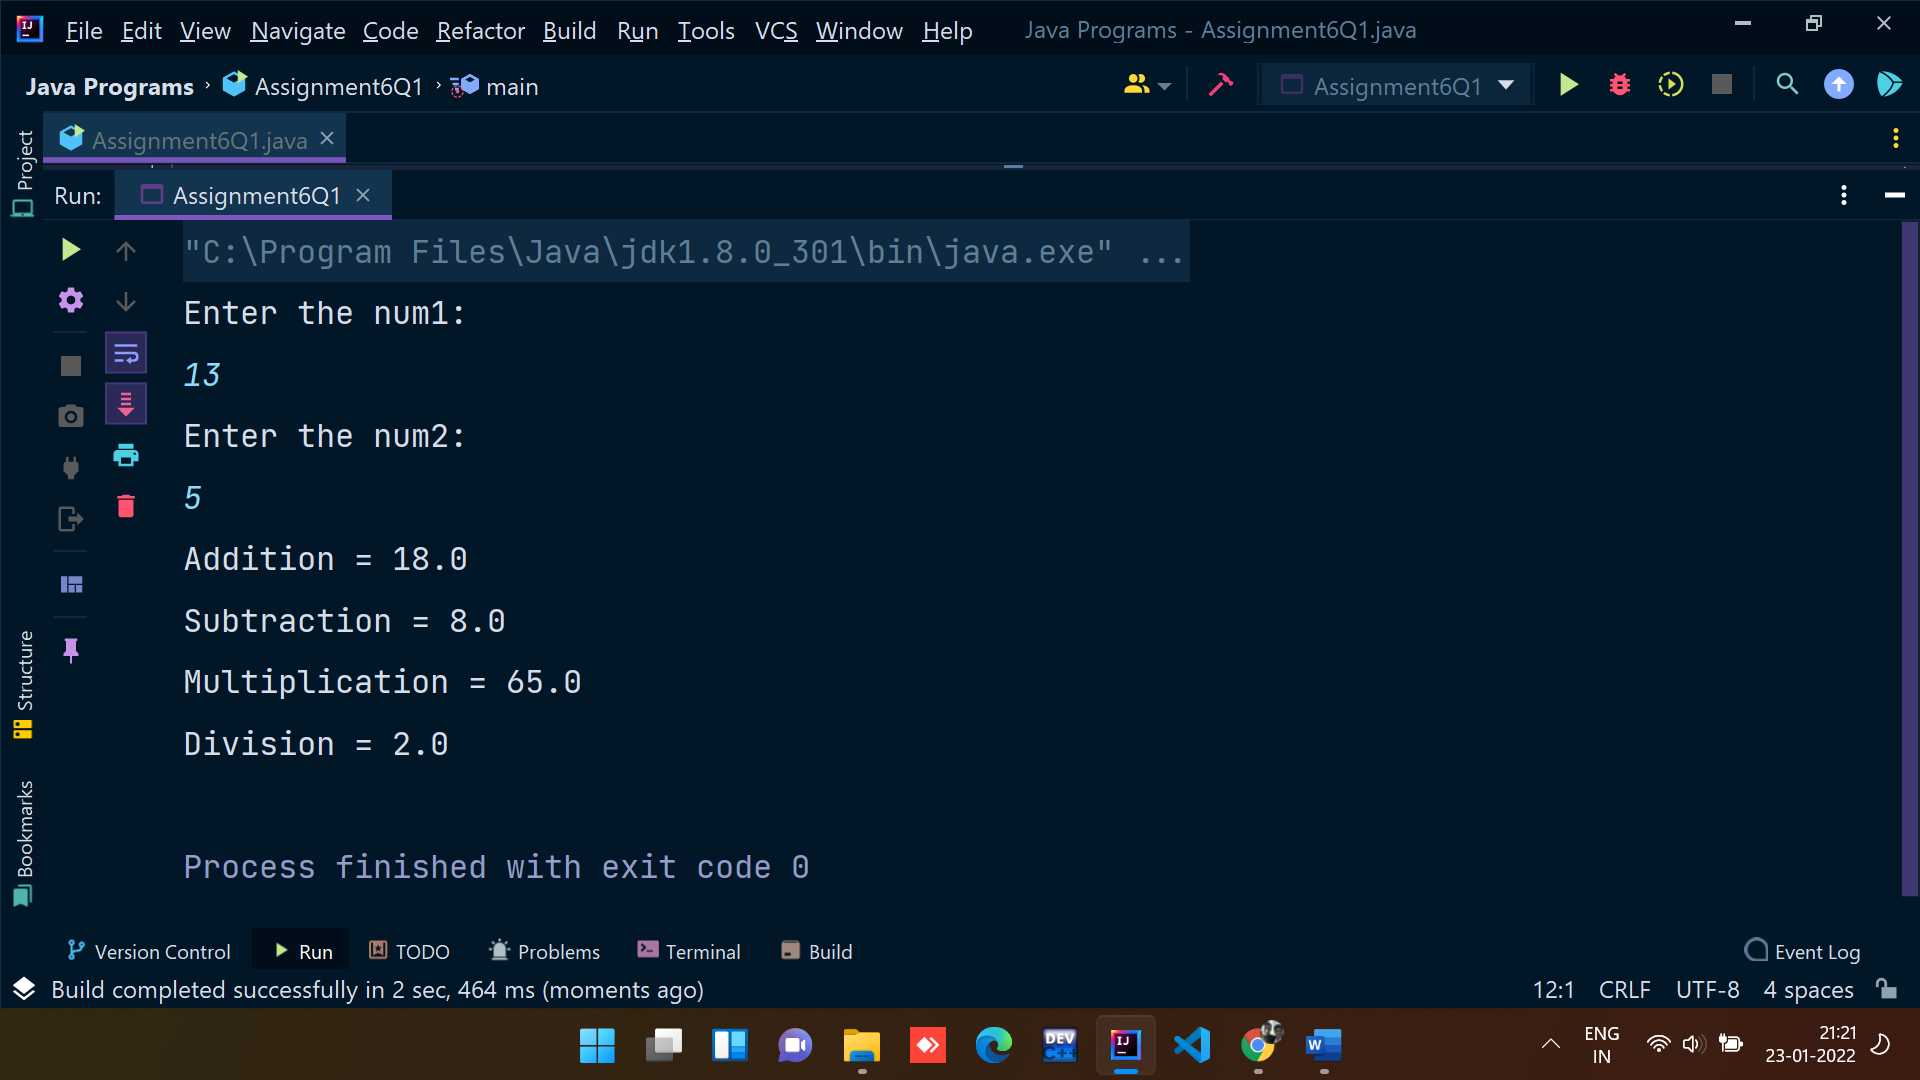 File Edit View Navigate Code Refactor Build Run Tools VCS Window Help Java Programs - Assignment6Q1.java
Java Programs › Assignment6Q1 › main Assignment6Q1
Assignment6Q1.java
Project
Run: Assignment6Q1
"C:\Program Files\Java\jdk1.8.0_301\bin\java.exe" ...
Enter the num1:
13
Enter the num2:
5
Addition = 18.0
Subtraction = 8.0
Multiplication = 65.0
Division = 2.0
Process finished with exit code 0
Structure
Bookmarks
Version Control Run TODO Problems Terminal Build Event Log
Build completed successfully in 2 sec, 464 ms (moments ago) 12:1 CRLF UTF-8 4 spaces
DEV C++ IJ W
ENG 21:21
IN 23-01-2022